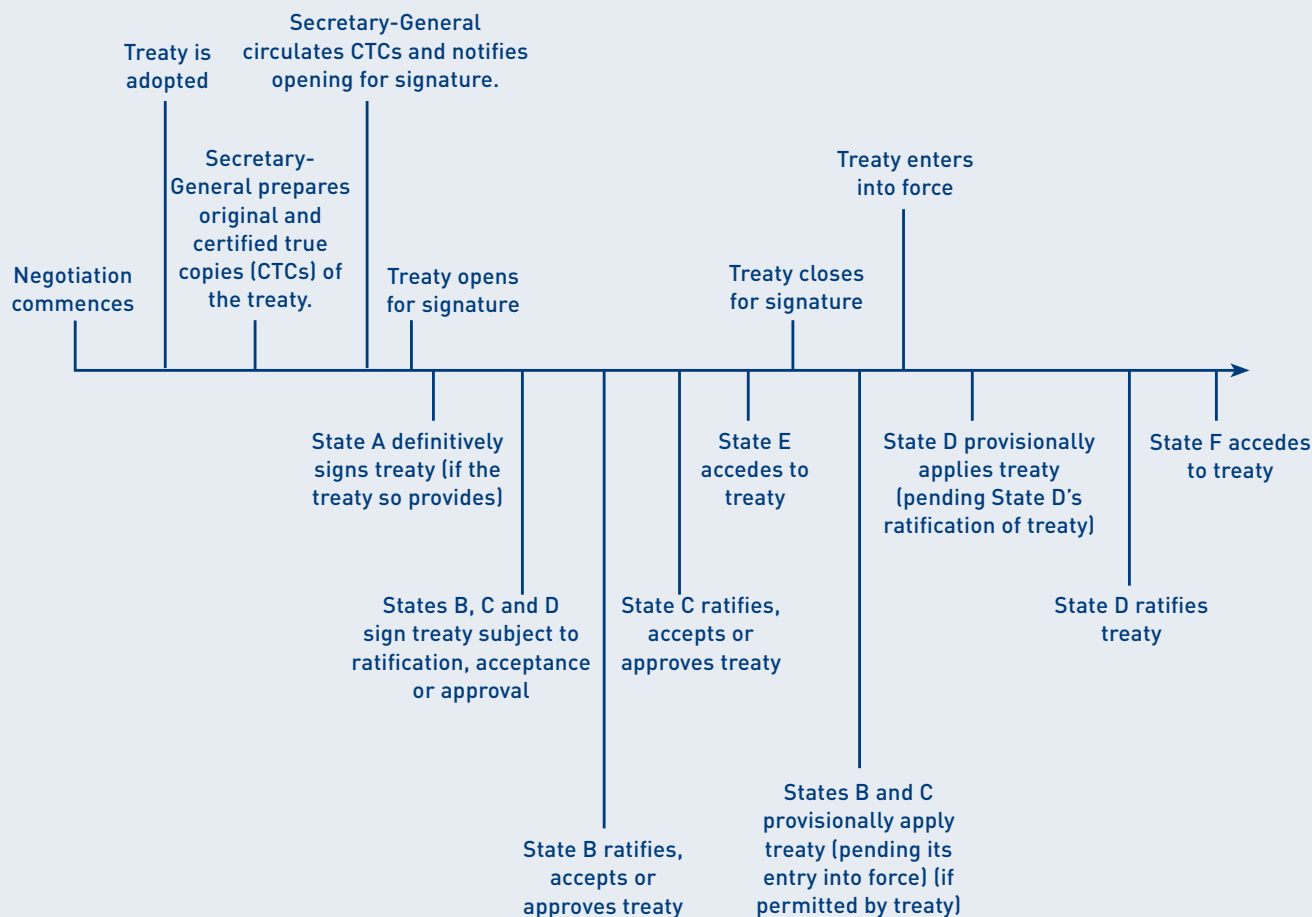 Secretary-General
circulates CTCs and notifies
opening for signature.
Treaty is
adopted
Secretary-
General prepares
original and
certified true
copies (CTCs) of
the treaty.
Treaty enters
into force
Negotiation
commences
Treaty opens
for signature
Treaty closes
for signature
State A definitively
signs treaty (if the
treaty so provides)
State E
accedes to
treaty
State D provisionally
applies treaty
(pending State D’s
ratification of treaty)
State F accedes
to treaty
States B, C and D
sign treaty subject to
ratification, acceptance
or approval
State C ratifies,
accepts or
approves treaty
State D ratifies
treaty
States B and C
provisionally apply
treaty (pending its
entry into force) (if
permitted by treaty)
State B ratifies,
accepts or
approves treaty